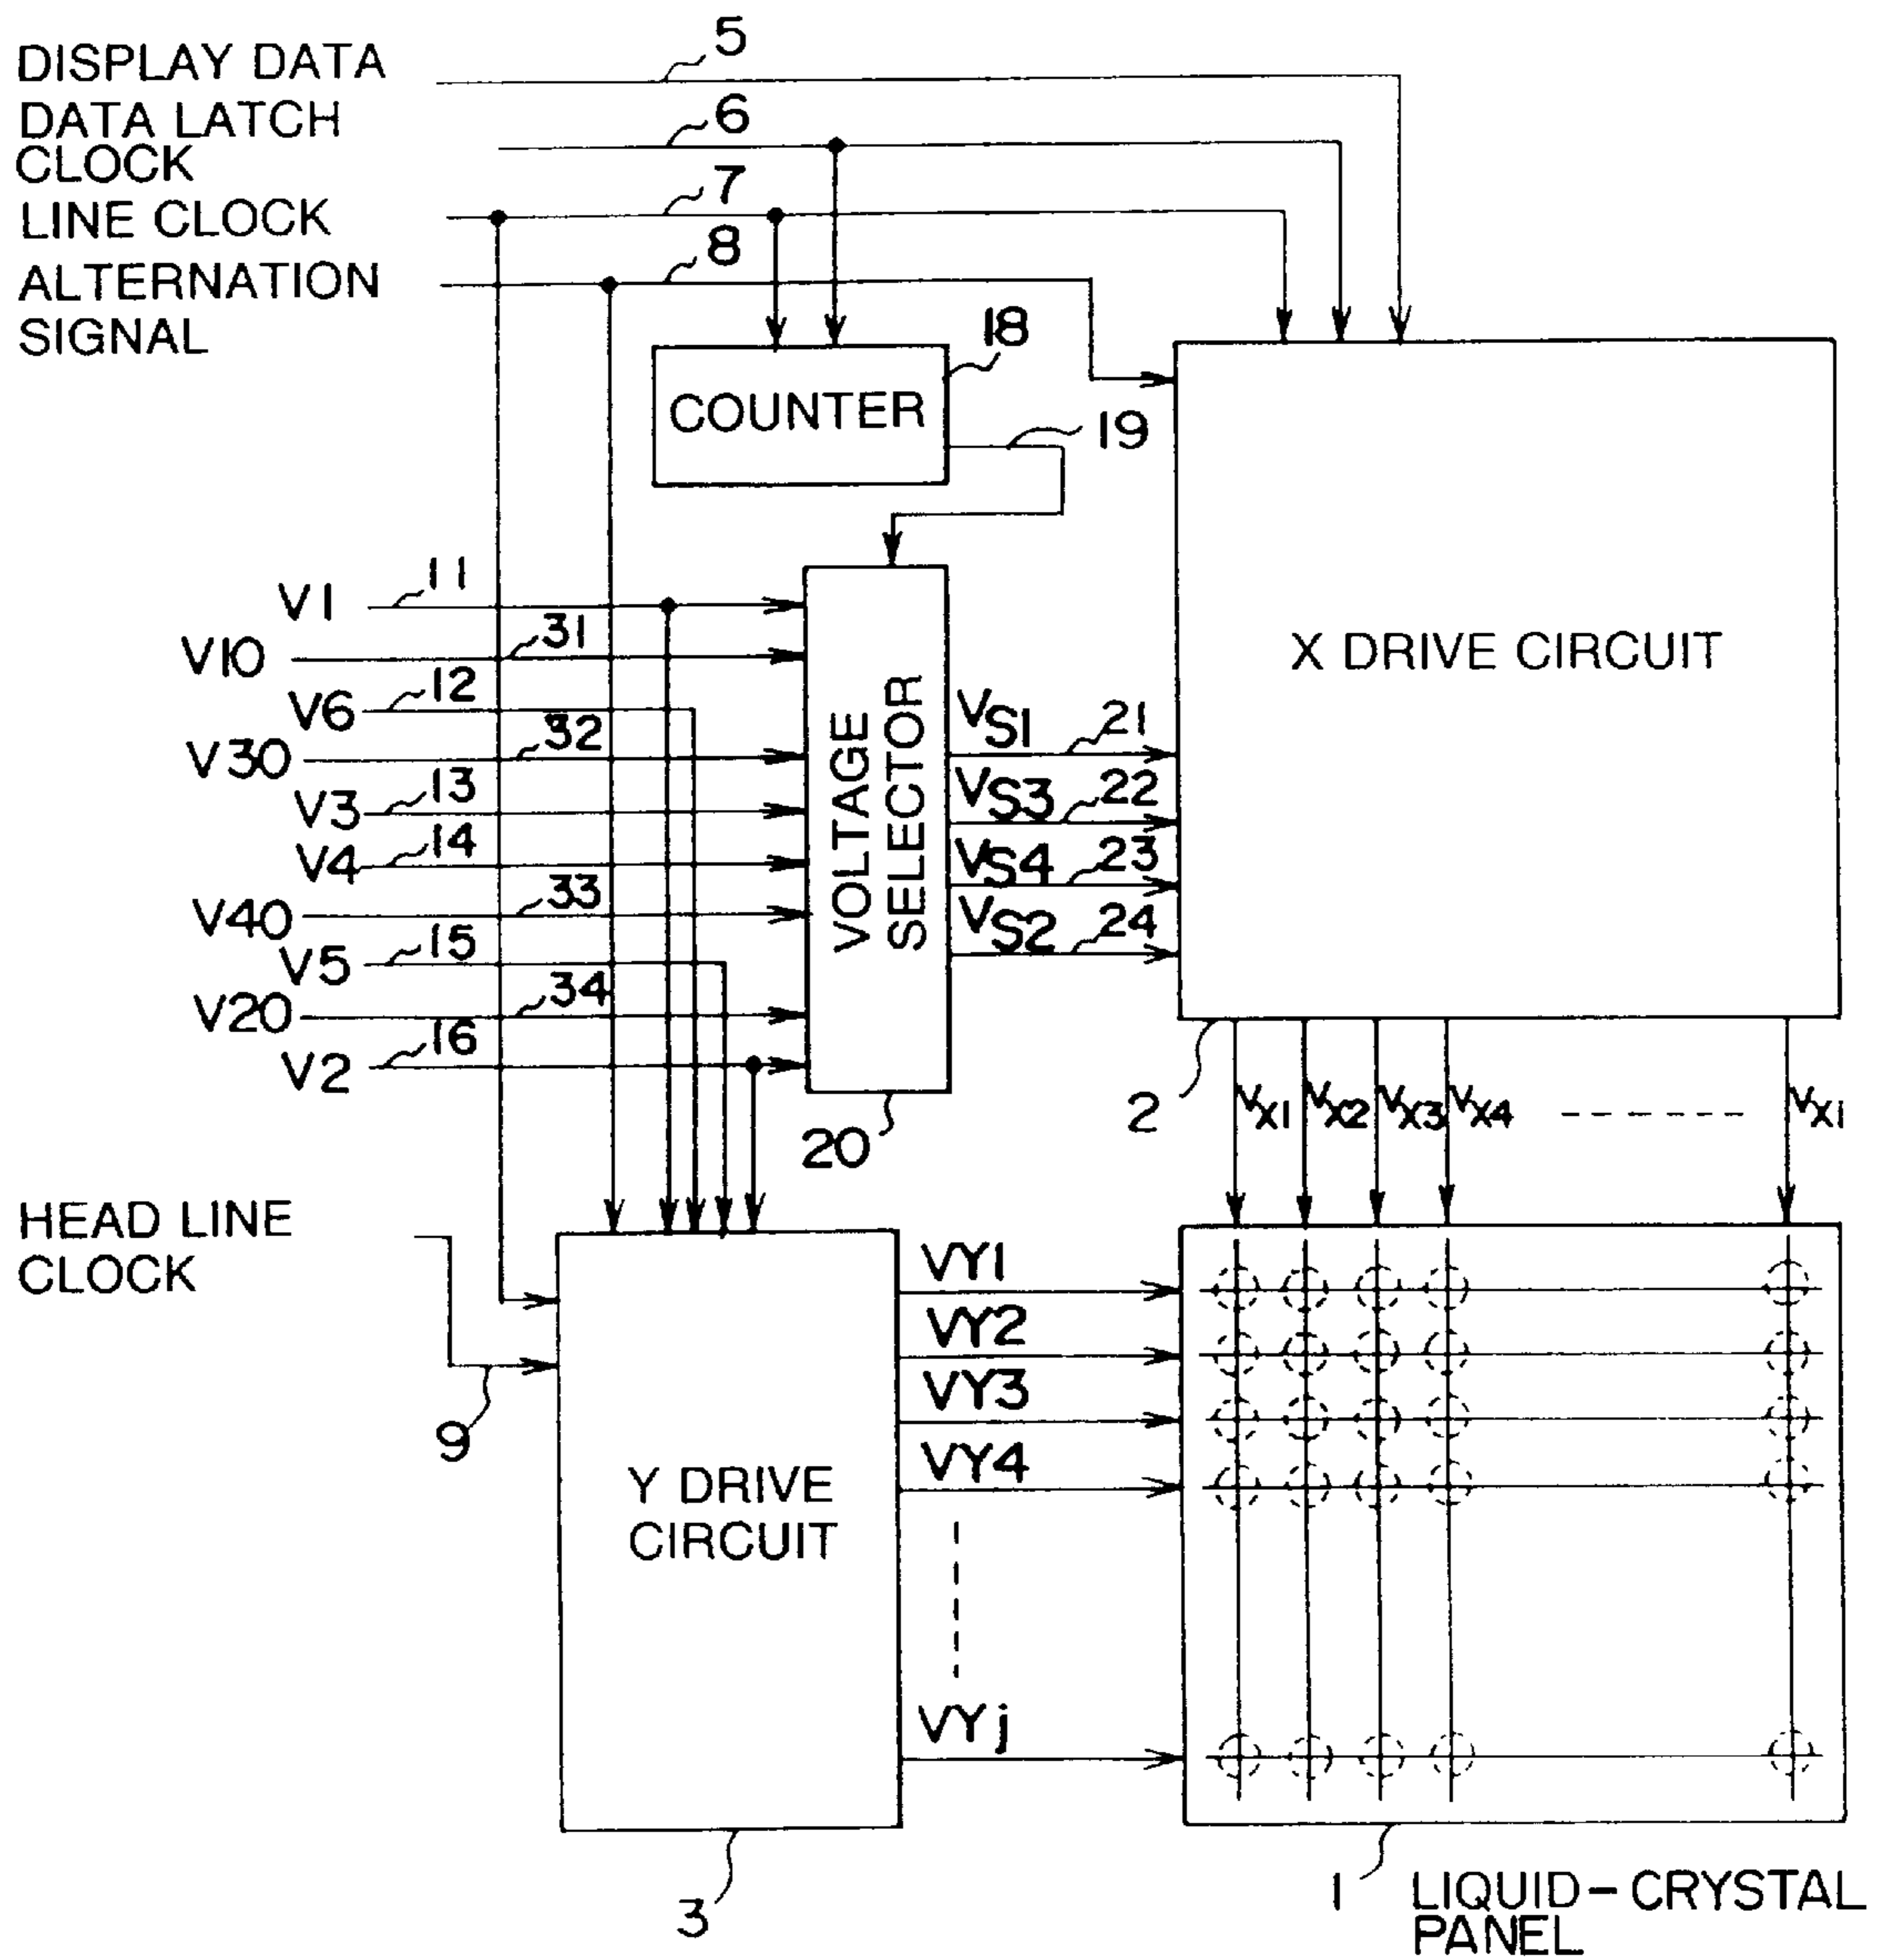 DISPLAY DATA
5
DATA LATCH
CLOCK
6
LINE CLOCK
7
ALTERNATION
SIGNAL
8
COUNTER
18
19
V1
11
V10
31
V6
12
V30
32
V3
13
V4
14
V40
33
V5
15
V20
34
V2
16
VOLTAGE
SELECTOR
20
VS1
21
VS3
22
VS4
23
VS2
24
X DRIVE CIRCUIT
2
VX1 VX2 VX3 VX4 VXi
HEAD LINE
CLOCK
9
Y DRIVE
CIRCUIT
3
VY1
VY2
VY3
VY4
VYj
1 LIQUID-CRYSTAL
PANEL